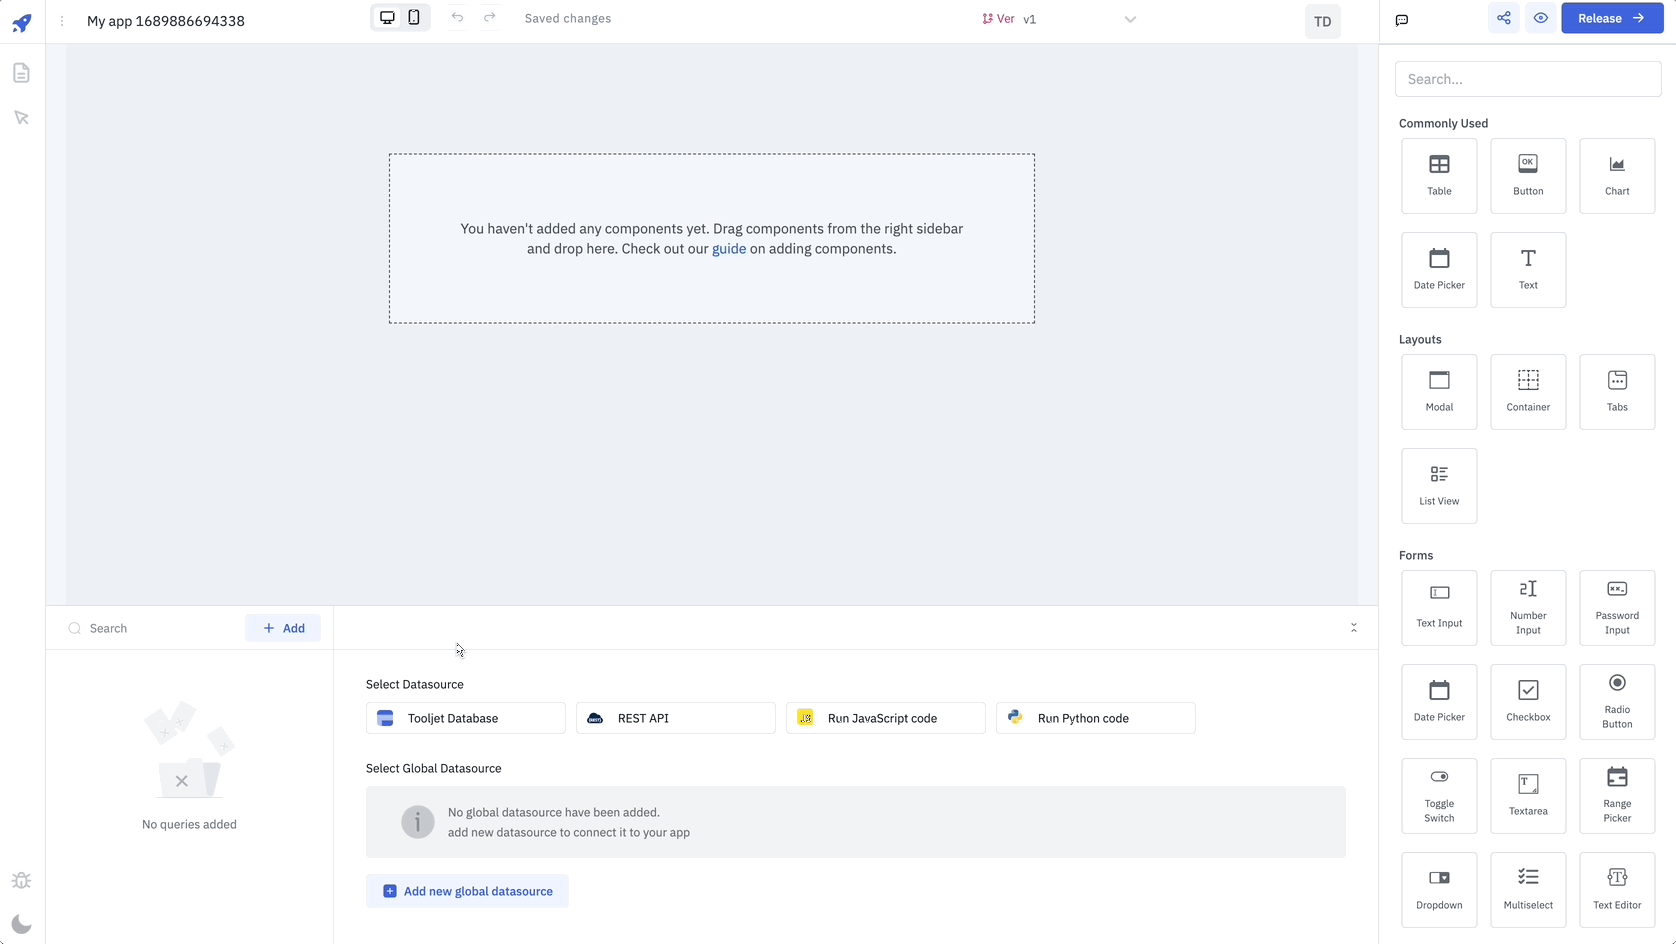 My app 1689886694338
Saved changes
Ver v1
TD
Release
Search...
Commonly Used
Table
Button
Chart
Date Picker
Text
Layouts
Modal
Container
Tabs
List View
Forms
Text Input
Number
Input
Password
Input
Date Picker
Checkbox
Radio
Button
Toggle
Switch
Textarea
Range
Picker
Dropdown
Multiselect
Text Editor
You haven't added any components yet. Drag components from the right sidebar
and drop here. Check out our guide on adding components.
Search
Add
No queries added
Select Datasource
Tooljet Database
REST API
Run JavaScript code
Run Python code
Select Global Datasource
No global datasource have been added.
add new datasource to connect it to your app
Add new global datasource